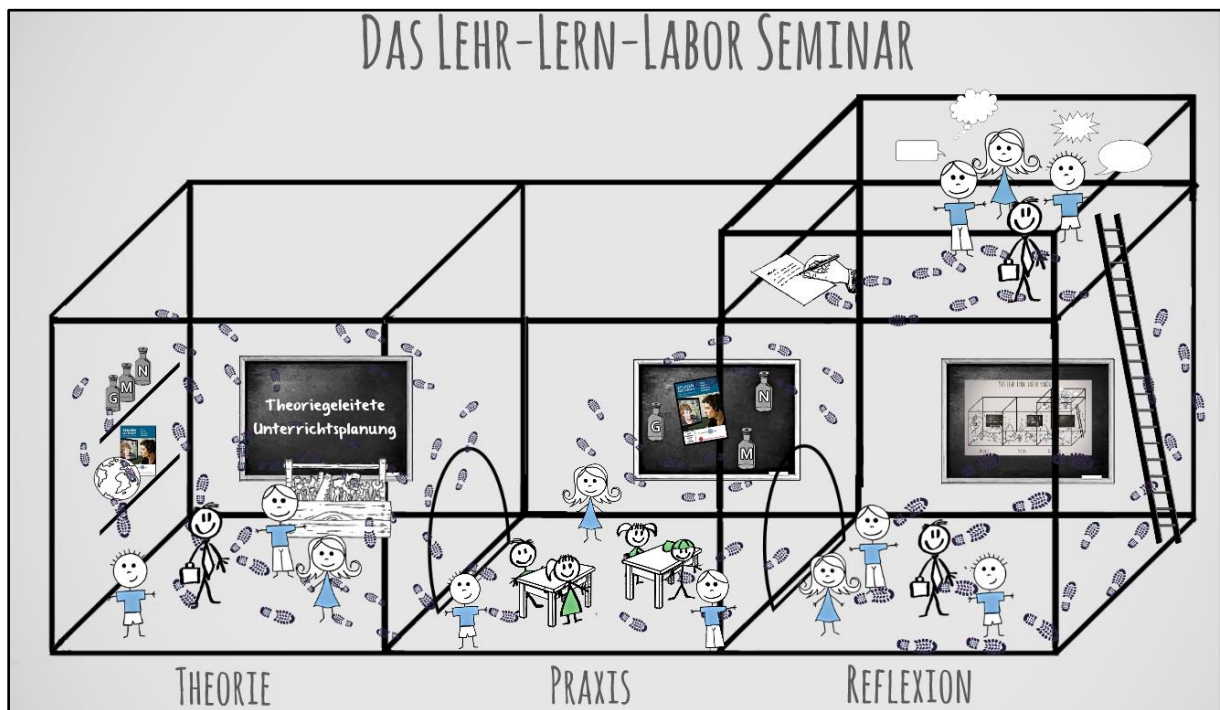 DAS LEHR-LERN-LABOR SEMINAR
N
M
G
Theoriegeleitete
Unterrichtsplanung
N
G
M
THEORIE
PRAXIS
REFLEXION